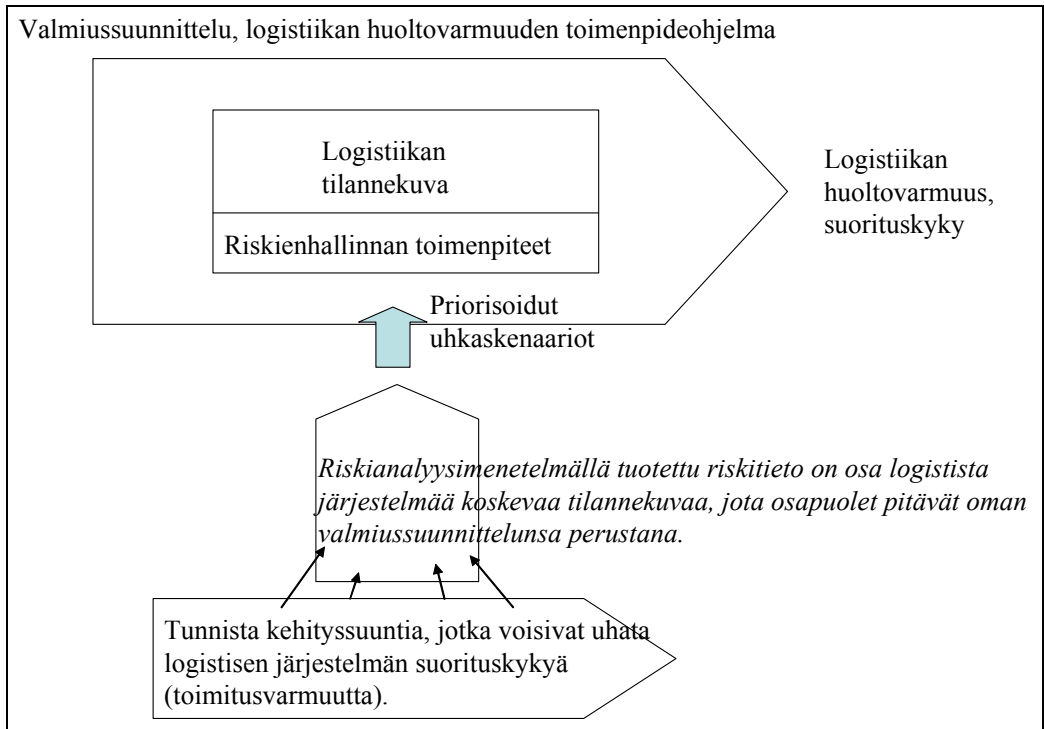 Valmiussuunnittelu, logistiikan huoltovarmuuden toimenpideohjelma
Logistiikan
tilannekuva
Riskienhallinnan toimenpiteet
Logistiikan
huoltovarmuus,
suorituskyky
Priorisoidut
uhkaskenaariot
Riskianalyysimenetelmällä tuotettu riskitieto on osa logistista
järjestelmää koskevaa tilannekuvaa, jota osapuolet pitävät oman
valmiussuunnittelunsa perustana.
Tunnista kehityssuuntia, jotka voisivat uhata
logistisen järjestelmän suorituskykyä
(toimitusvarmuutta).